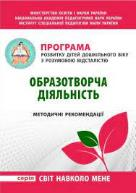 МІНІСТЕРСТВО ОСВІТИ І НАУКИ УКРАЇНИ
НАЦІОНАЛЬНА АКАДЕМІЯ ПЕДАГОГІЧНИХ НАУК УКРАЇНИ
ІНСТИТУТ СПЕЦІАЛЬНОЇ ПЕДАГОГІКИ НАПН УКРАЇНИ
ПРОГРАМА
РОЗВИТКУ ДІТЕЙ ДОШКІЛЬНОГО ВІКУ
З РОЗУМОВОЮ ВІДСТАЛІСТЮ
ОБРАЗОТВОРЧА
ДІЯЛЬНІСТЬ
МЕТОДИЧНІ РЕКОМЕНДАЦІЇ
серія СВІТ НАВКОЛО МЕНЕ